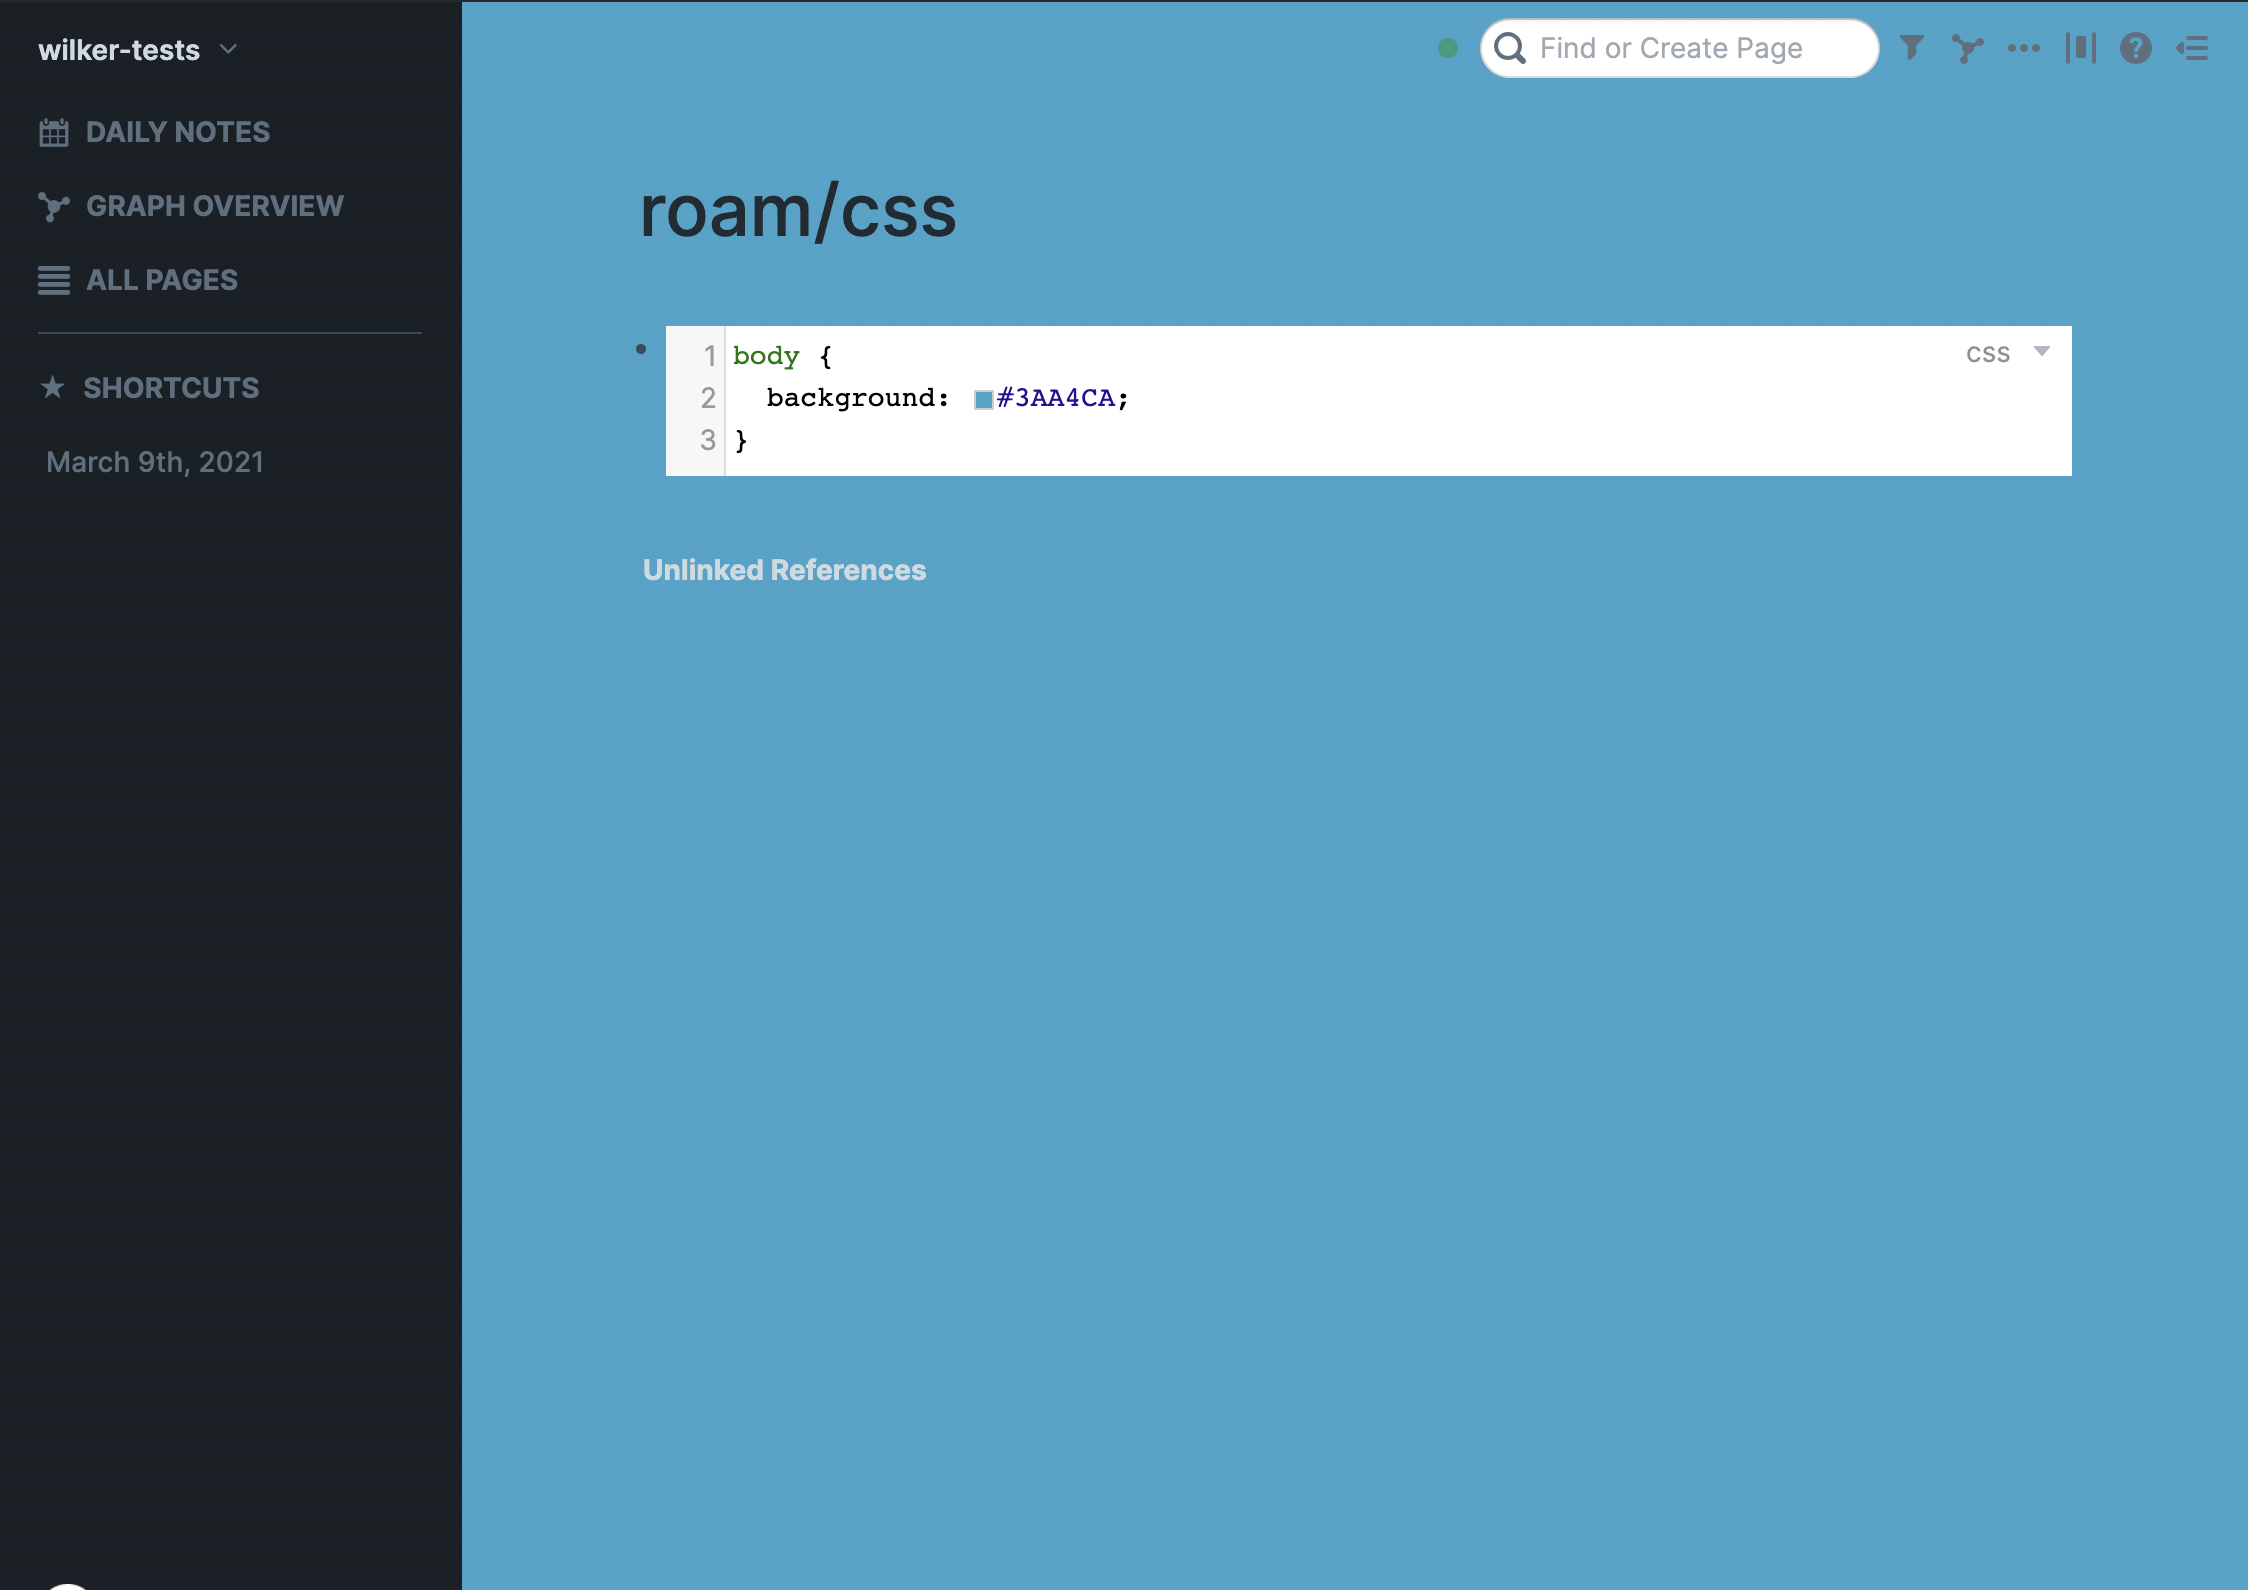 wilker-tests
DAILY NOTES
GRAPH OVERVIEW
ALL PAGES
SHORTCUTS
March 9th, 2021
Find or Create Page
roam/css
1 body {
2 background: #3AA4CA;
3 }
css
Unlinked References